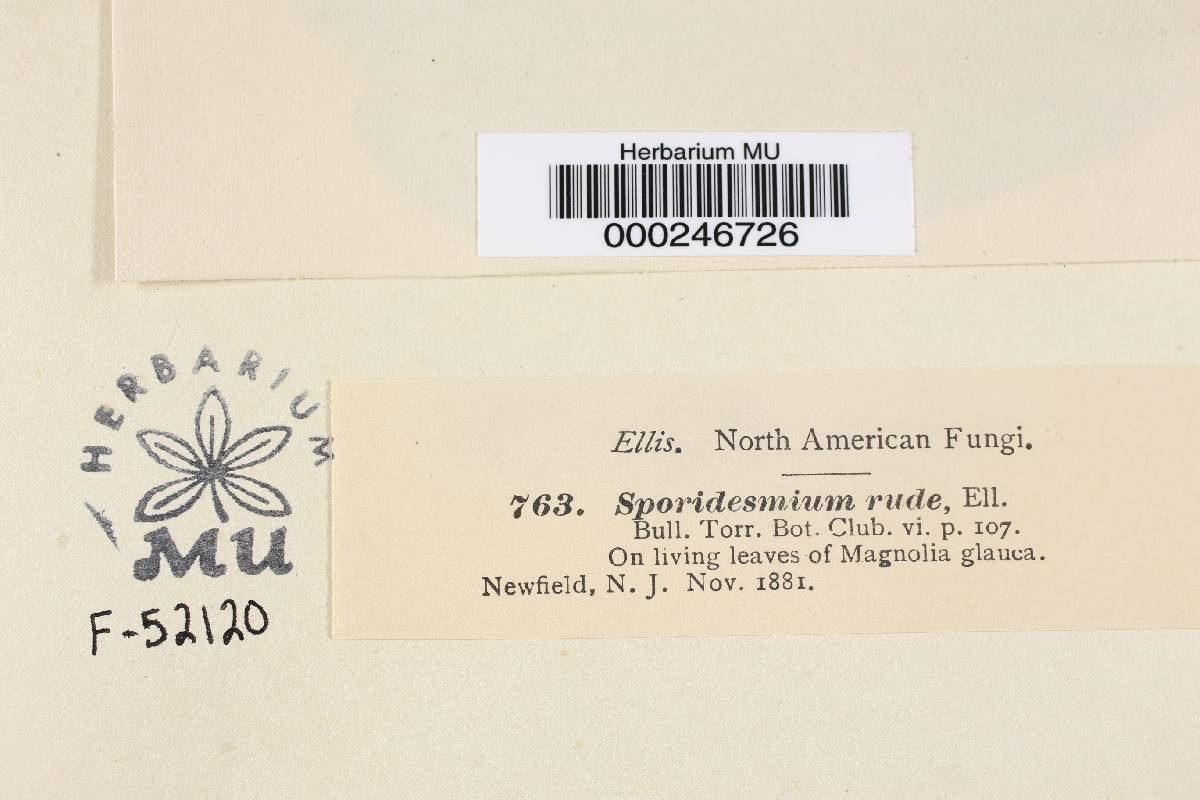 Herbarium MU
000246726
HERBARIUM
MU
F-52120
Ellis. North American Fungi.
763. Sporidesmium rude, Ell.
Bull. Torr. Bot. Club. vi. p. 107.
On living leaves of Magnolia glauca.
Newfield, N. J. Nov. 1881.